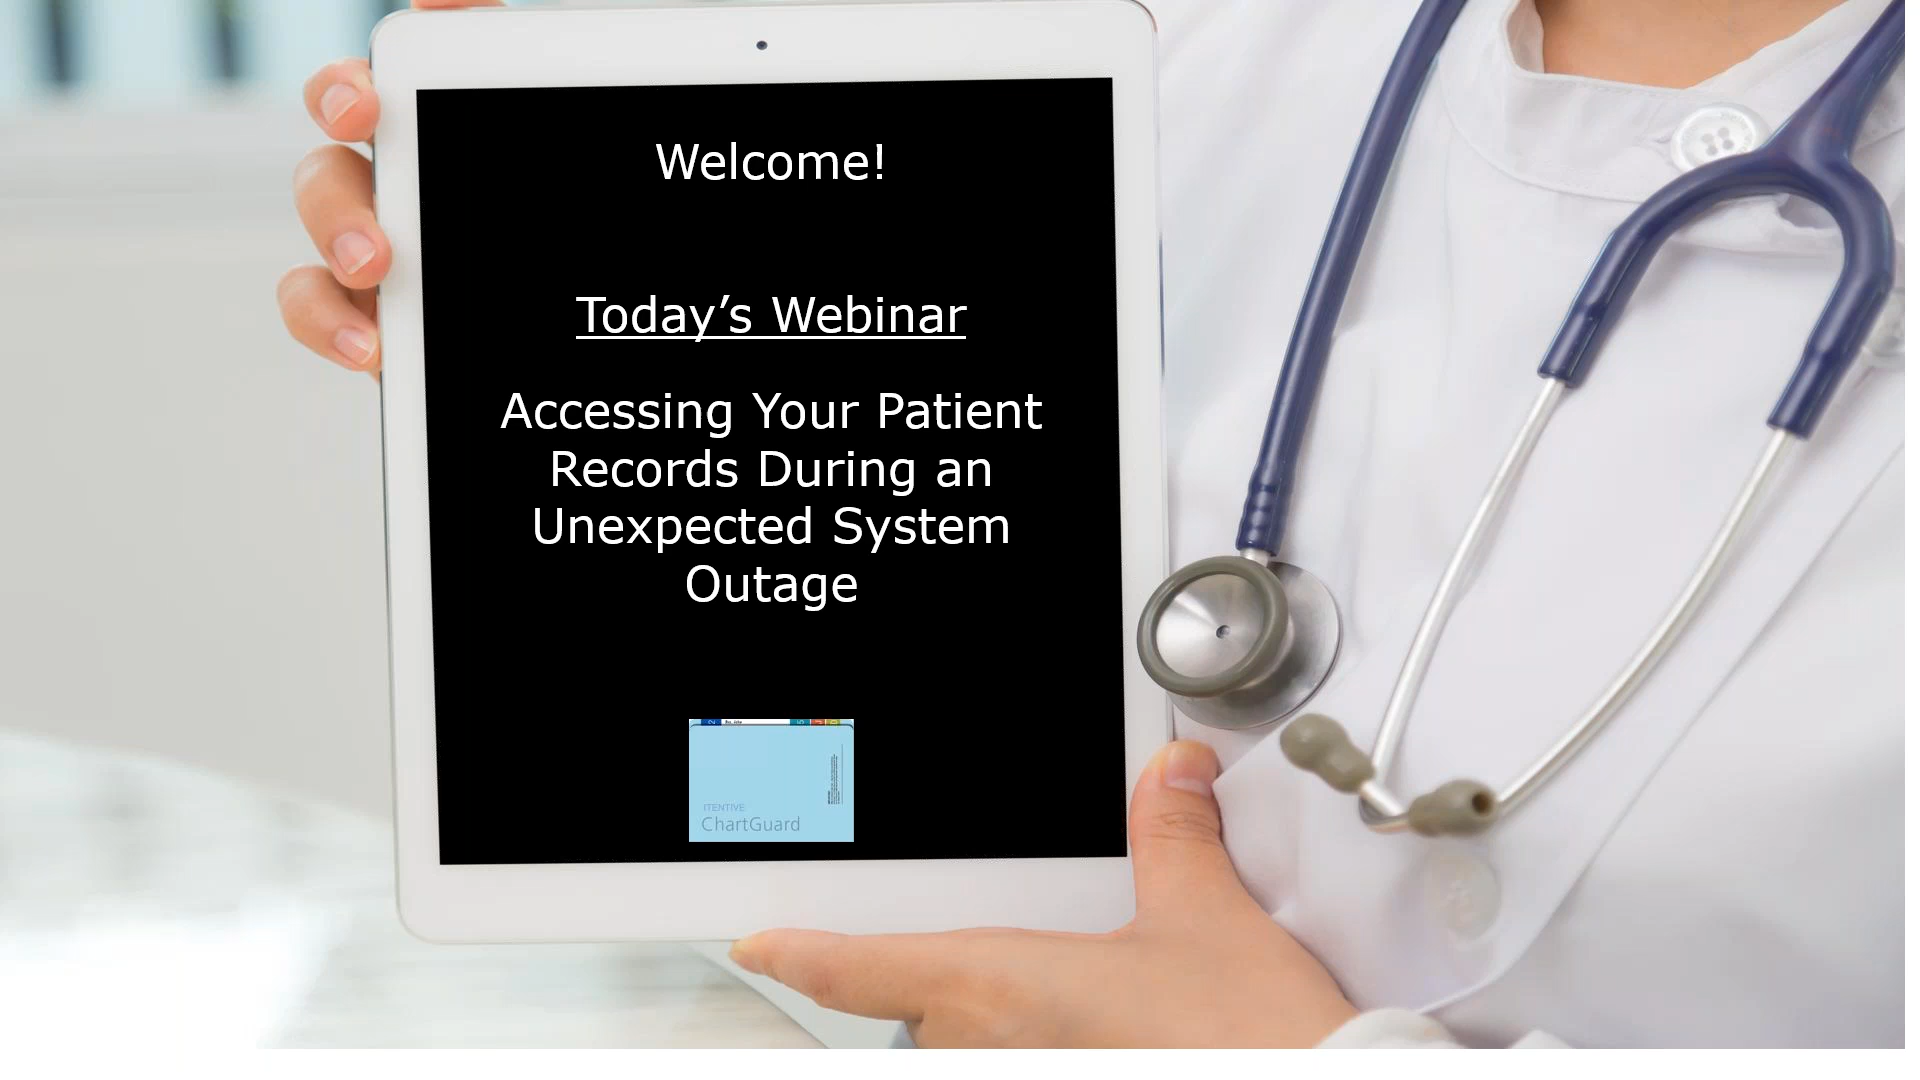 Welcome!
Today’s Webinar
Accessing Your Patient
Records During an
Unexpected System
Outage
ITENTIVE
ChartGuard